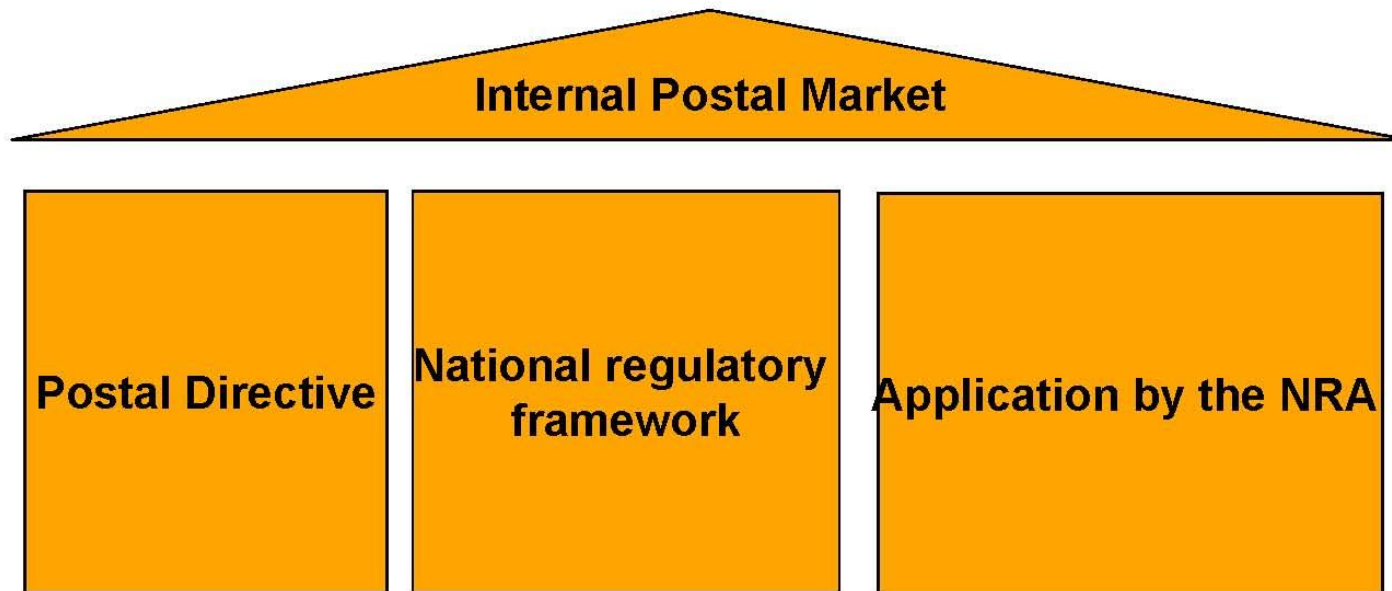 Internal Postal Market
Postal Directive
National regulatory
framework
Application by the NRA